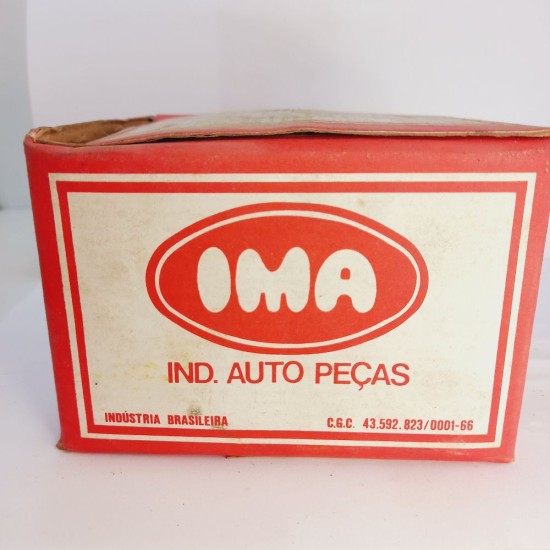 IMA
IND. AUTO PEÇAS
INDÚSTRIA BRASILEIRA
C.G.C. 43.592.823/0001-66